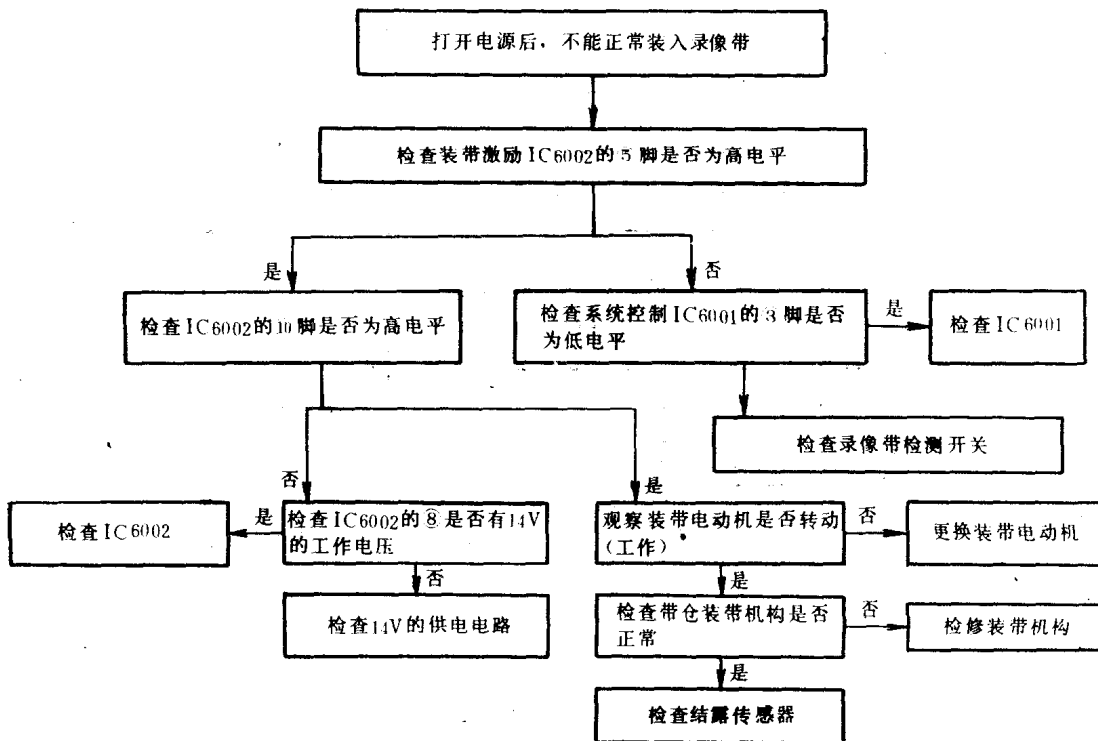 打开电源后，不能正常装入录像带
检查装带激励IC6002的5脚是否为高电平
是
否
检查IC6002的10脚是否为高电平
检查系统控制IC6001的3脚是否
为低电平
是
检查IC6001
检查录像带检测开关
否
是
检查IC6002
是
检查IC6002的⑧是否有14V
的工作电压
观察装带电动机是否转动
(工作)
否
更换装带电动机
否
是
检查14V的供电电路
检查带仓装带机构是否
正常
否
检修装带机构
是
检查结露传感器